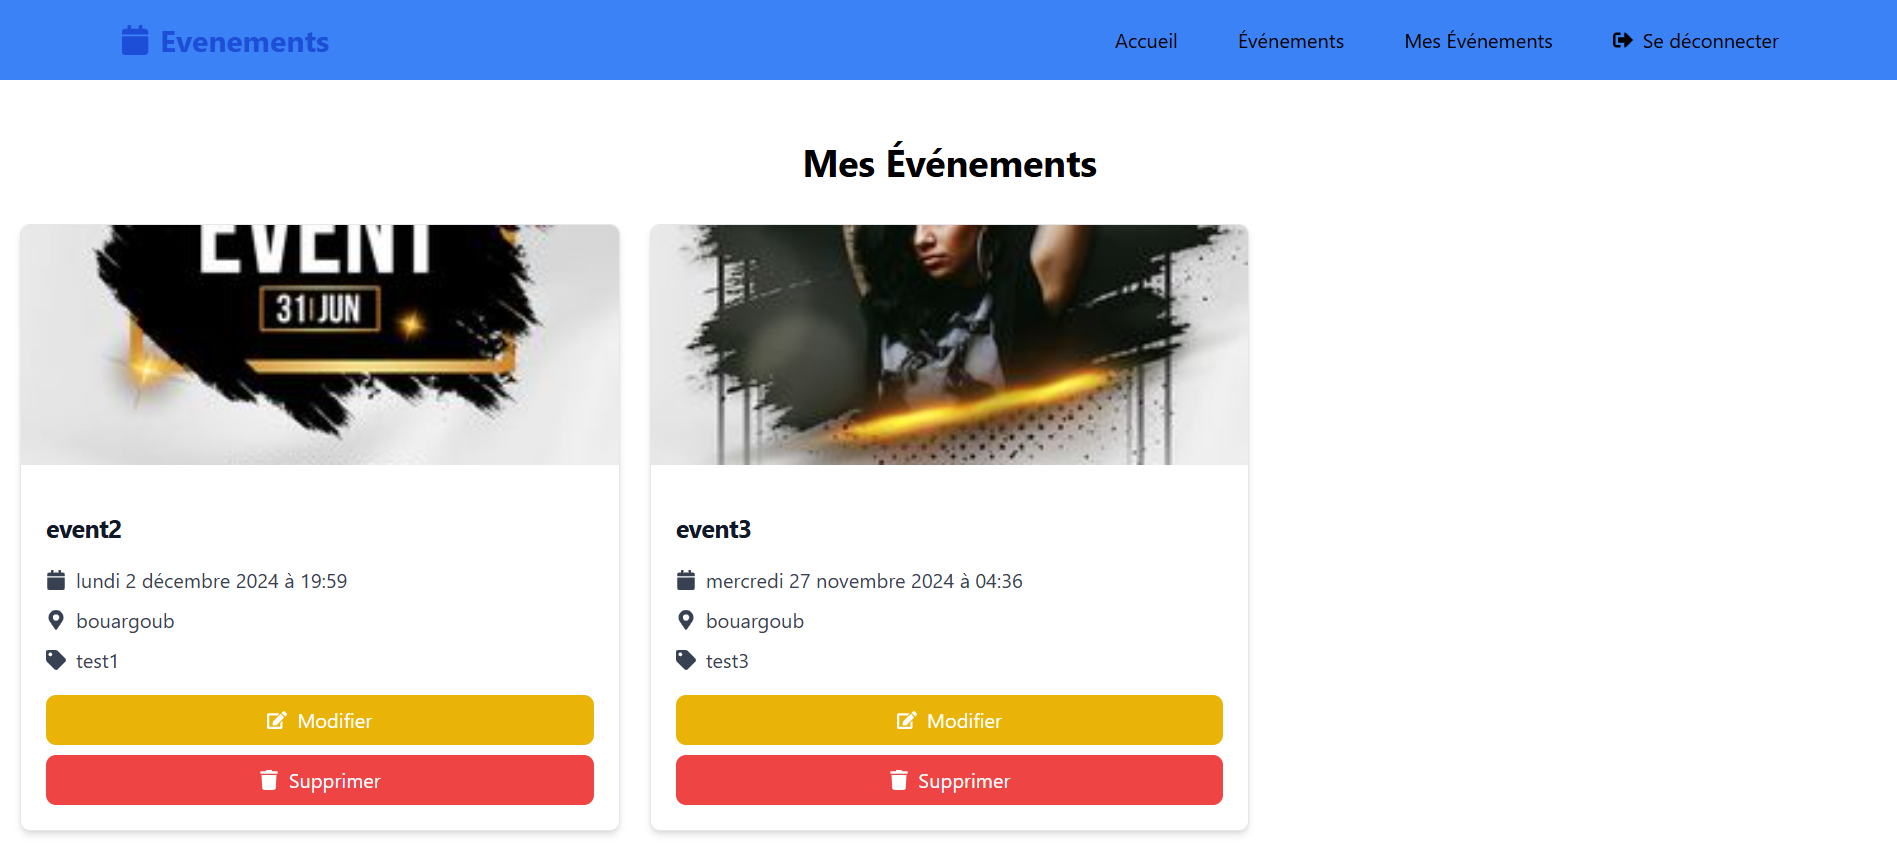 Evenements
Accueil
Événements
Mes Événements
Se déconnecter
Mes Événements
EVENT
31 JUN
event2
lundi 2 décembre 2024 à 19:59
bouargoub
test1
Modifier
Supprimer
event3
mercredi 27 novembre 2024 à 04:36
bouargoub
test3
Modifier
Supprimer